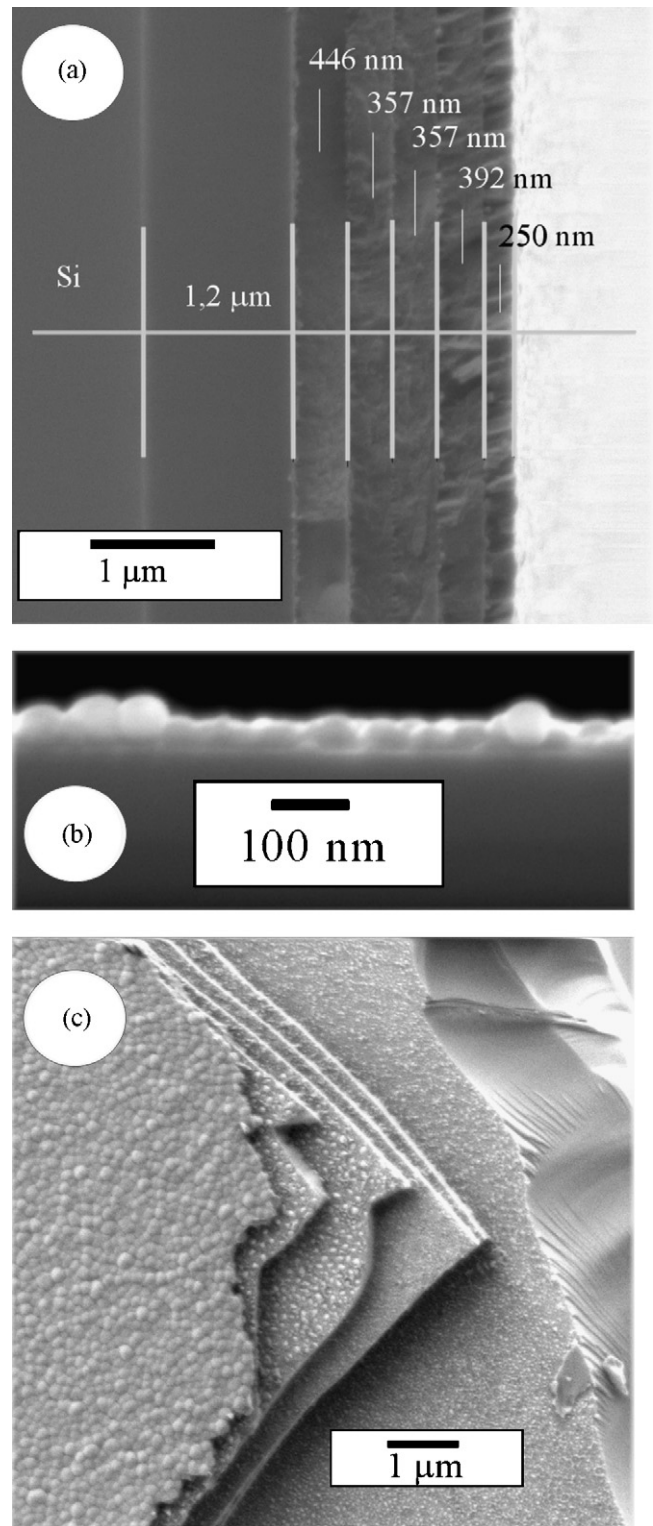 (a)
446 nm
357 nm
357 nm
392 nm
250 nm
Si
1,2 μm
1 μm
(b)
100 nm
(c)
1 μm